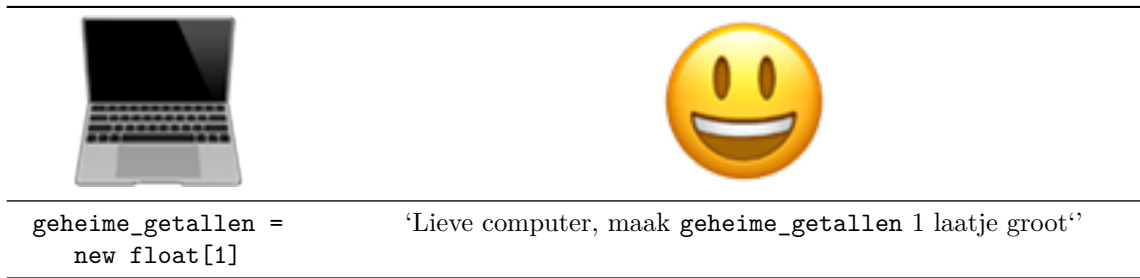 geheime_getallen =
new float[1]
‘Lieve computer, maak geheime_getallen 1 laatje groot‘’